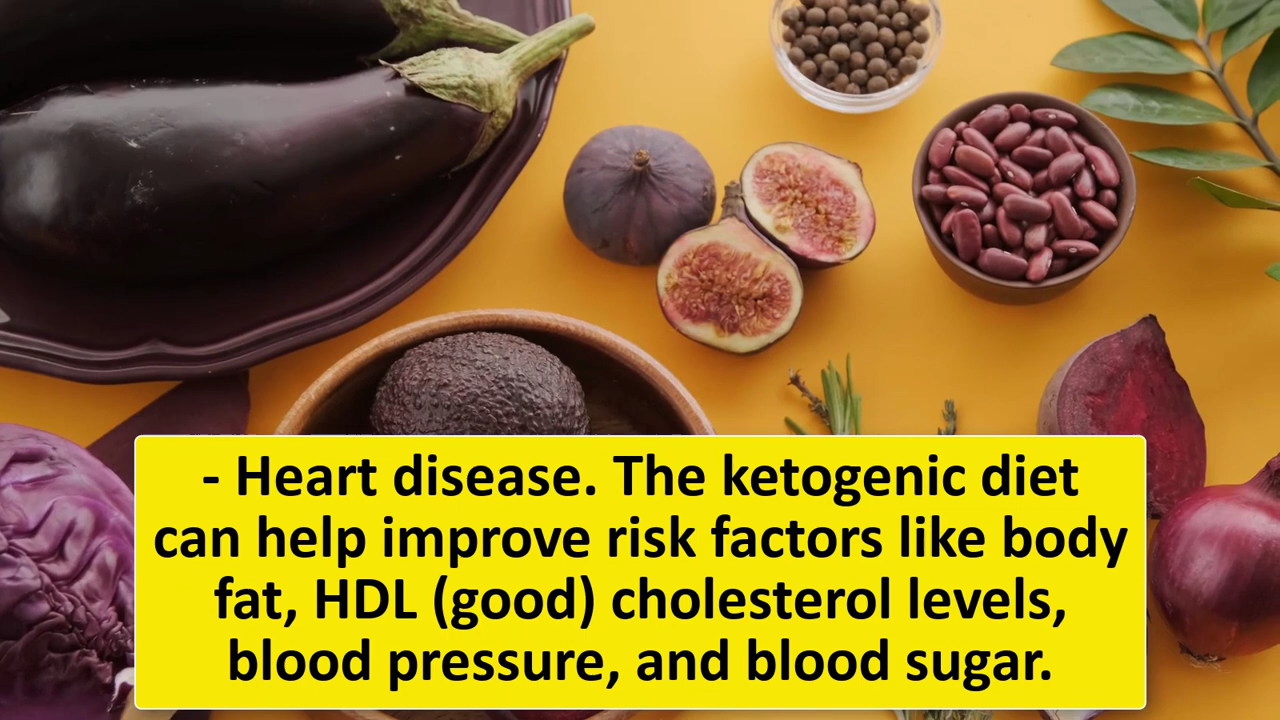 - Heart disease. The ketogenic diet
can help improve risk factors like body
fat, HDL (good) cholesterol levels,
blood pressure, and blood sugar.